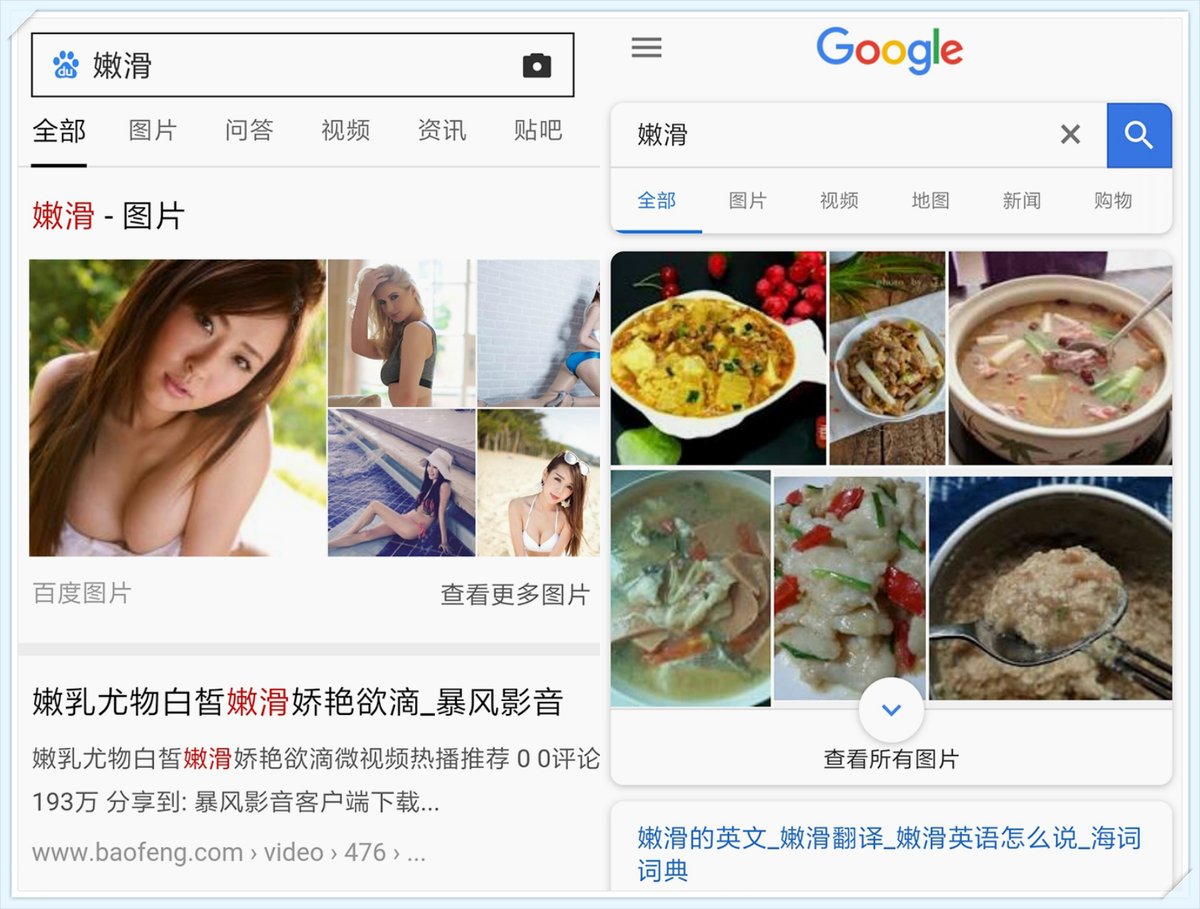 du 嫩滑
全部 图片 问答 视频 资讯 贴吧
嫩滑 - 图片
百度图片 查看更多图片
嫩乳尤物白皙嫩滑娇艳欲滴_暴风影音
嫩乳尤物白皙嫩滑娇艳欲滴微视频热播推荐 0 0评论
193万 分享到: 暴风影音客户端下载...
www.baofeng.com › video › 476 › ...
Google
嫩滑
全部 图片 视频 地图 新闻 购物
photo by
查看所有图片
嫩滑的英文_嫩滑翻译_嫩滑英语怎么说_海词
词典